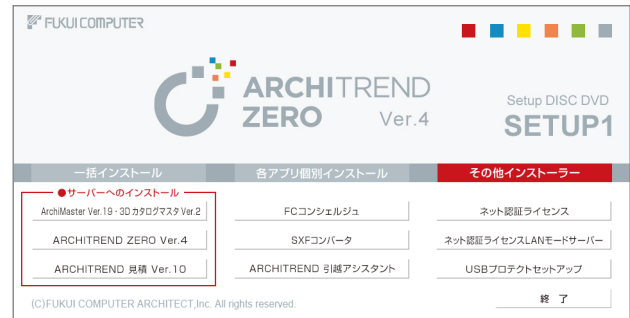 FUKUI COMPUTER
ARCHITREND
ZERO Ver.4
Setup DISC DVD
SETUP1
一括インストール
各アプリ個別インストール
その他インストーラー
●サーバーへのインストール
ArchiMaster Ver.19・3Dカタログマスタ Ver.2
FCコンシェルジュ
ネット認証ライセンス
ARCHITREND ZERO Ver.4
SXFコンバータ
ネット認証ライセンスLANモードサーバー
ARCHITREND 見積 Ver.10
ARCHITREND 引越アシスタント
USBプロテクトセットアップ
(C)FUKUI COMPUTER ARCHITECT,Inc. All rights reserved.
終 了